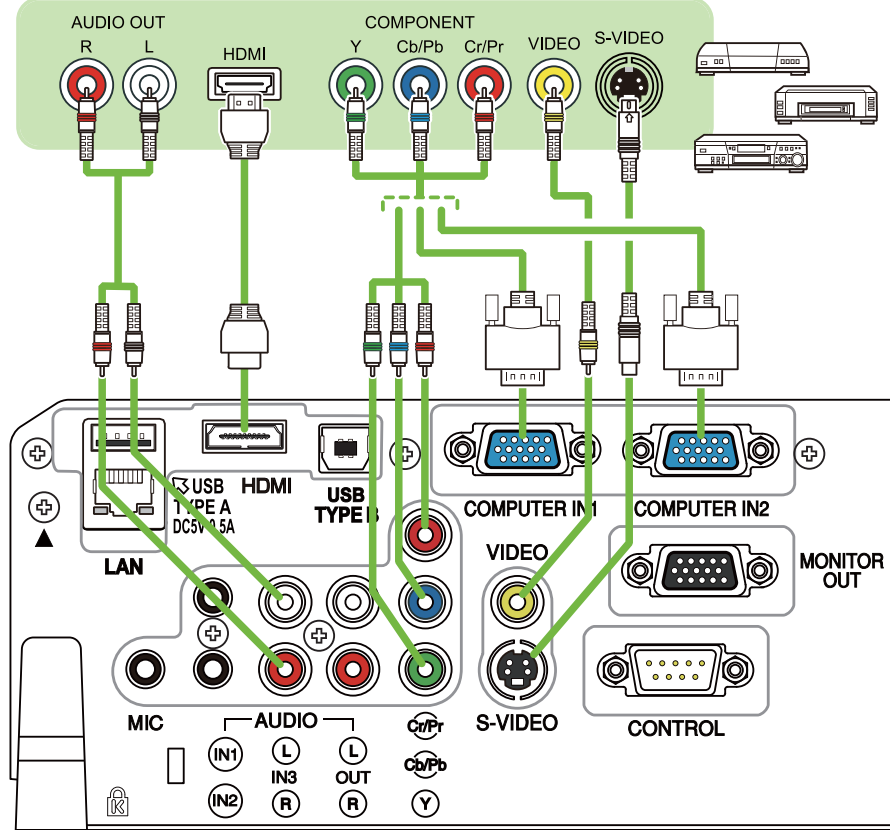 AUDIO OUT
R L
HDMI
COMPONENT
Y Cb/Pb Cr/Pr
VIDEO
S-VIDEO
USB
TYPE A
DC5V 0.5A
HDMI
USB
TYPE B
LAN
COMPUTER IN1
COMPUTER IN2
VIDEO
MONITOR
OUT
MIC
AUDIO
IN1
IN2
L
IN3
R
L
OUT
R
Cr/Pr
Cb/Pb
Y
S-VIDEO
CONTROL
K